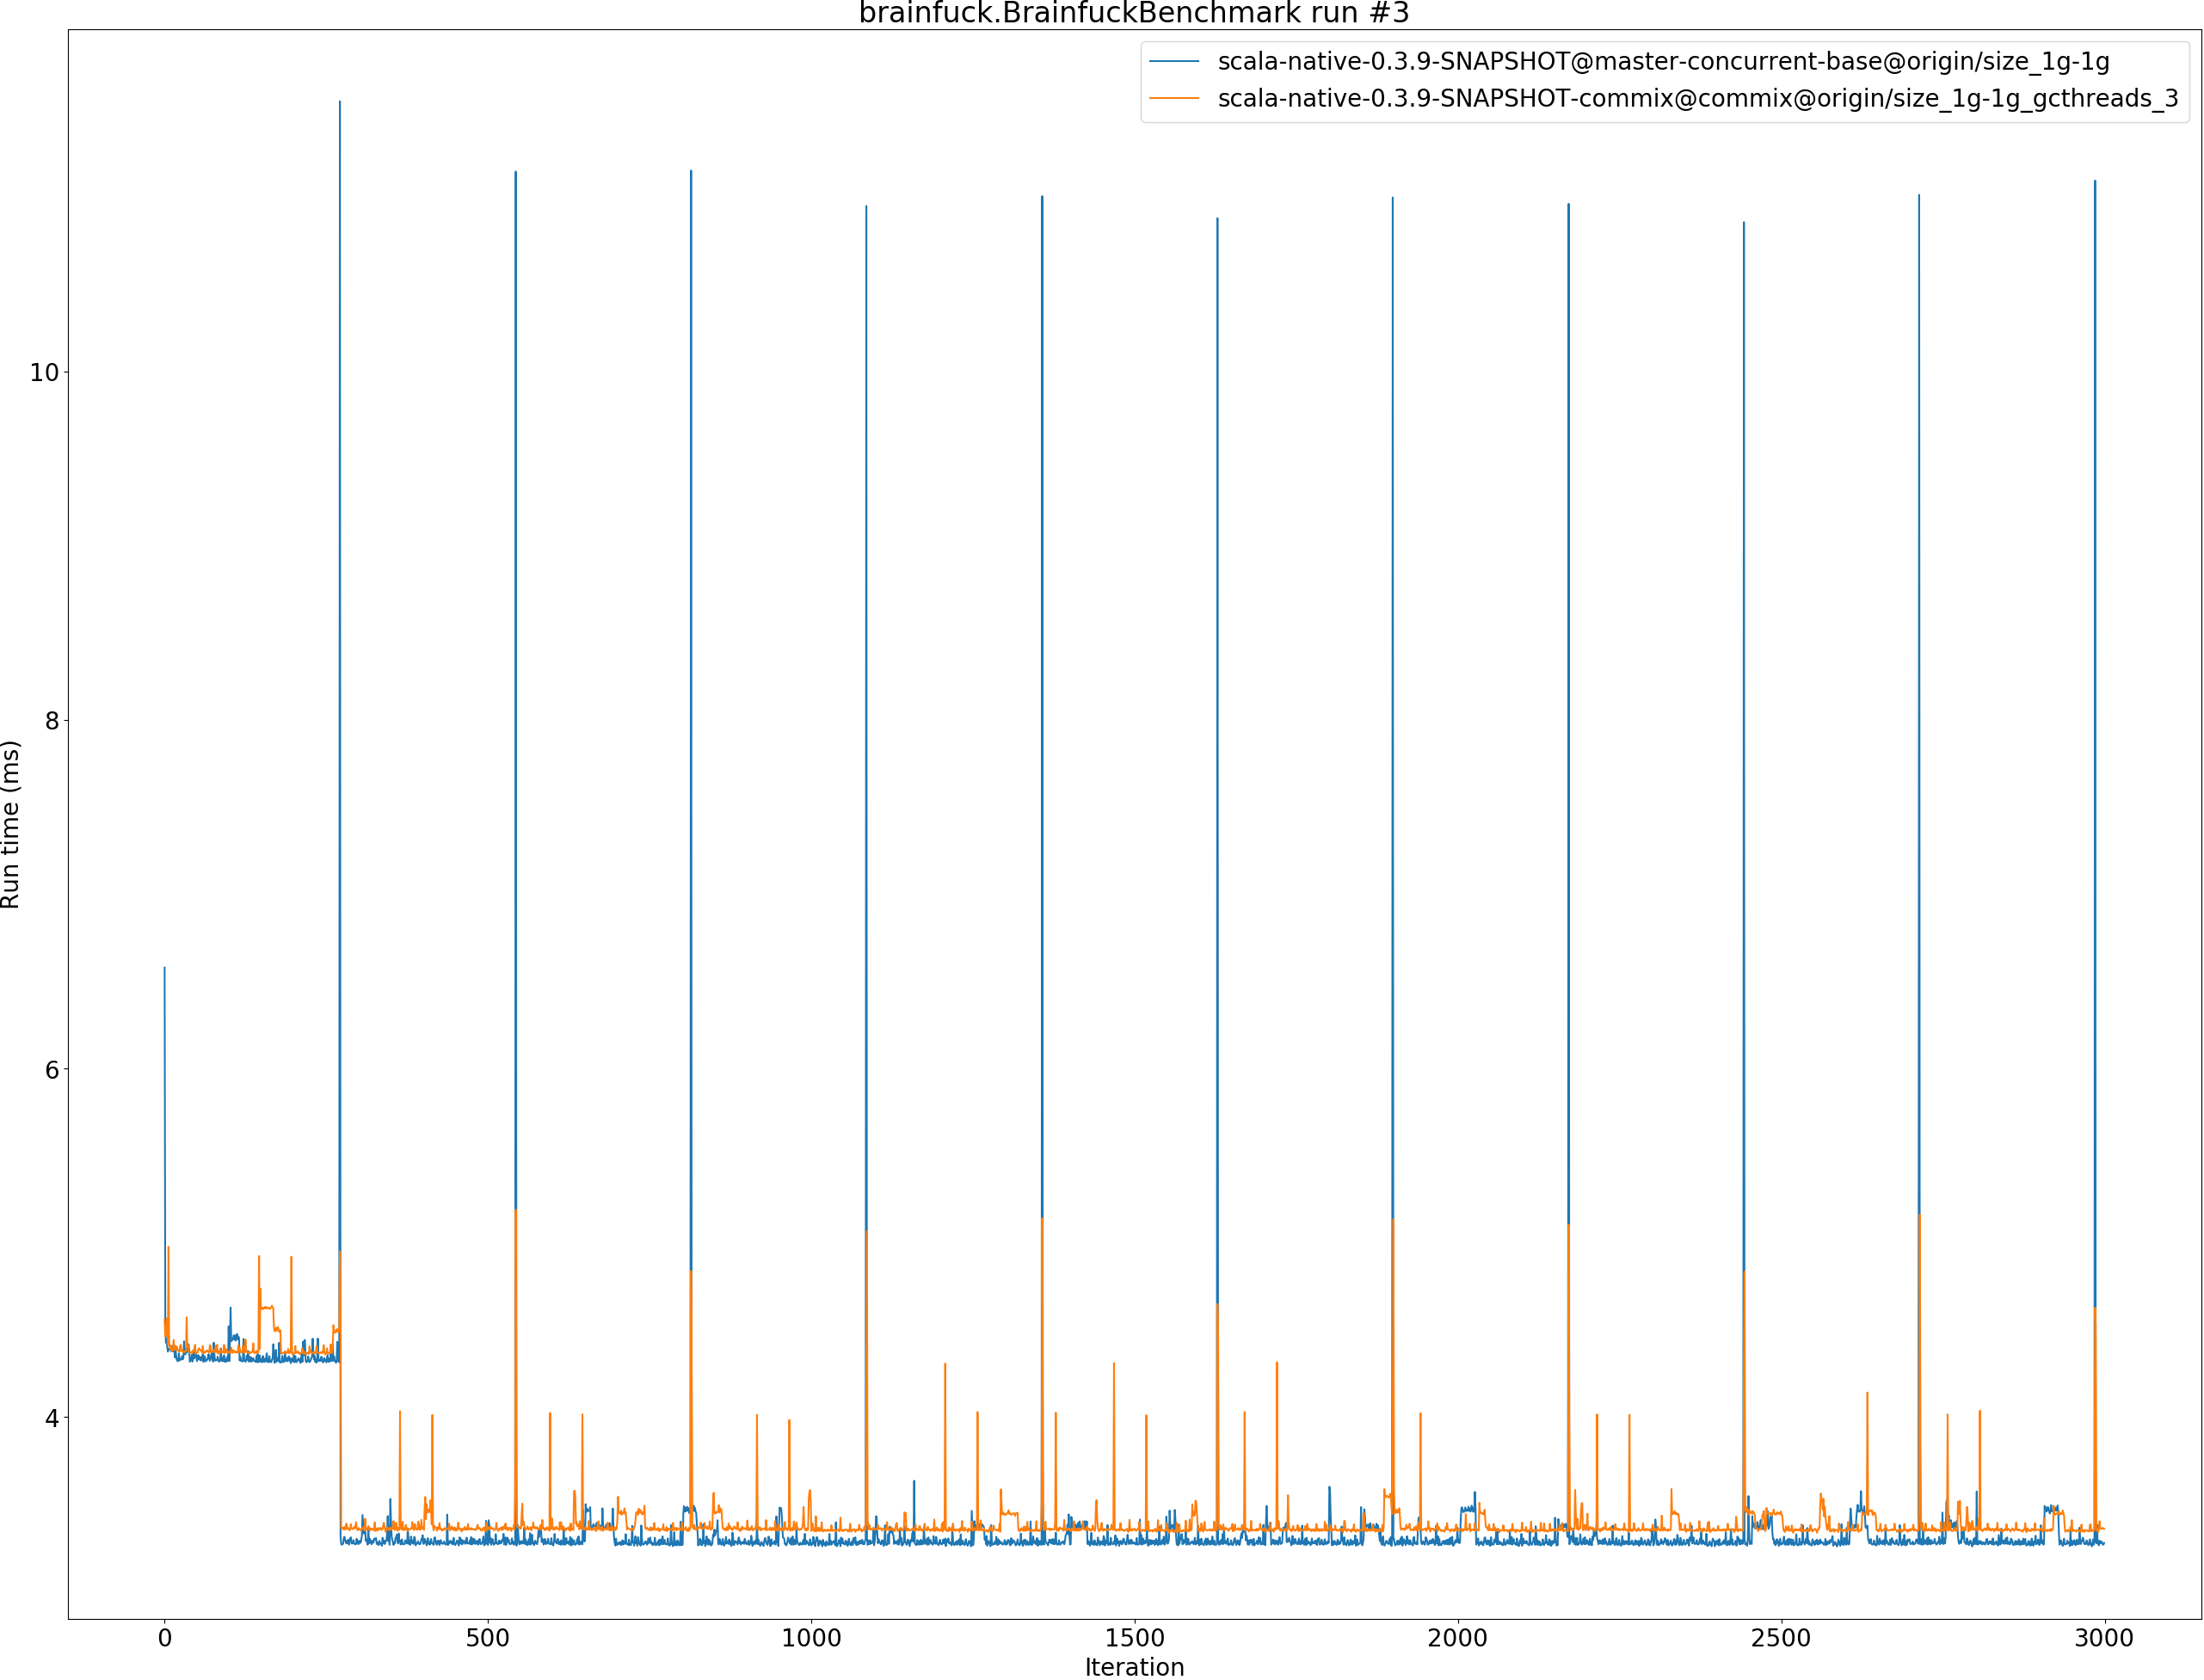 brainfuck.BrainfuckBenchmark run #3
scala-native-0.3.9-SNAPSHOT@master-concurrent-base@origin/size_1g-1g
scala-native-0.3.9-SNAPSHOT-commix@commix@origin/size_1g-1g_gcthreads_3
10
8
6
4
Run time (ms)
0 500 1000 1500 2000 2500 3000
Iteration